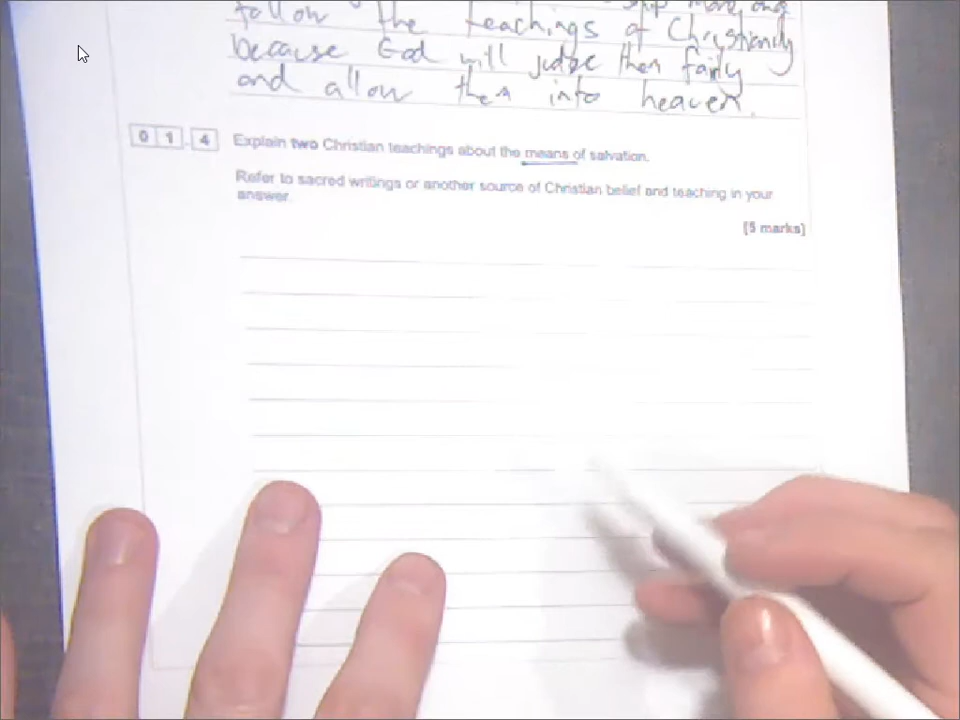 follow the teachings of Christianity
because God will judge them fairly
and allow them into heaven.
0 1 . 4 Explain two Christian teachings about the means of salvation.
Refer to sacred writings or another source of Christian belief and teaching in your
answer.
[5 marks]